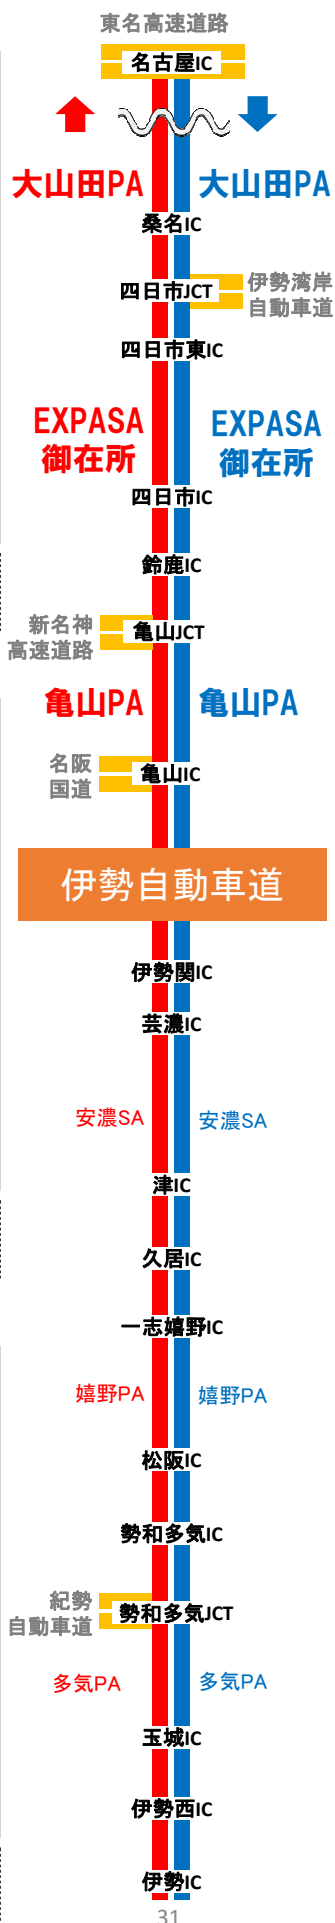 東名高速道路
名古屋IC
大山田PA
大山田PA
桑名IC
四日市JCT
伊勢湾岸
自動車道
四日市東IC
EXPASA
御在所
EXPASA
御在所
四日市IC
鈴鹿IC
新名神
高速道路
亀山JCT
亀山PA
亀山PA
名阪
国道
亀山IC
伊勢自動車道
伊勢関IC
芸濃IC
安濃SA
安濃SA
津IC
久居IC
一志嬉野IC
嬉野PA
嬉野PA
松阪IC
勢和多気IC
紀勢
自動車道
勢和多気JCT
多気PA
多気PA
玉城IC
伊勢西IC
伊勢IC
31